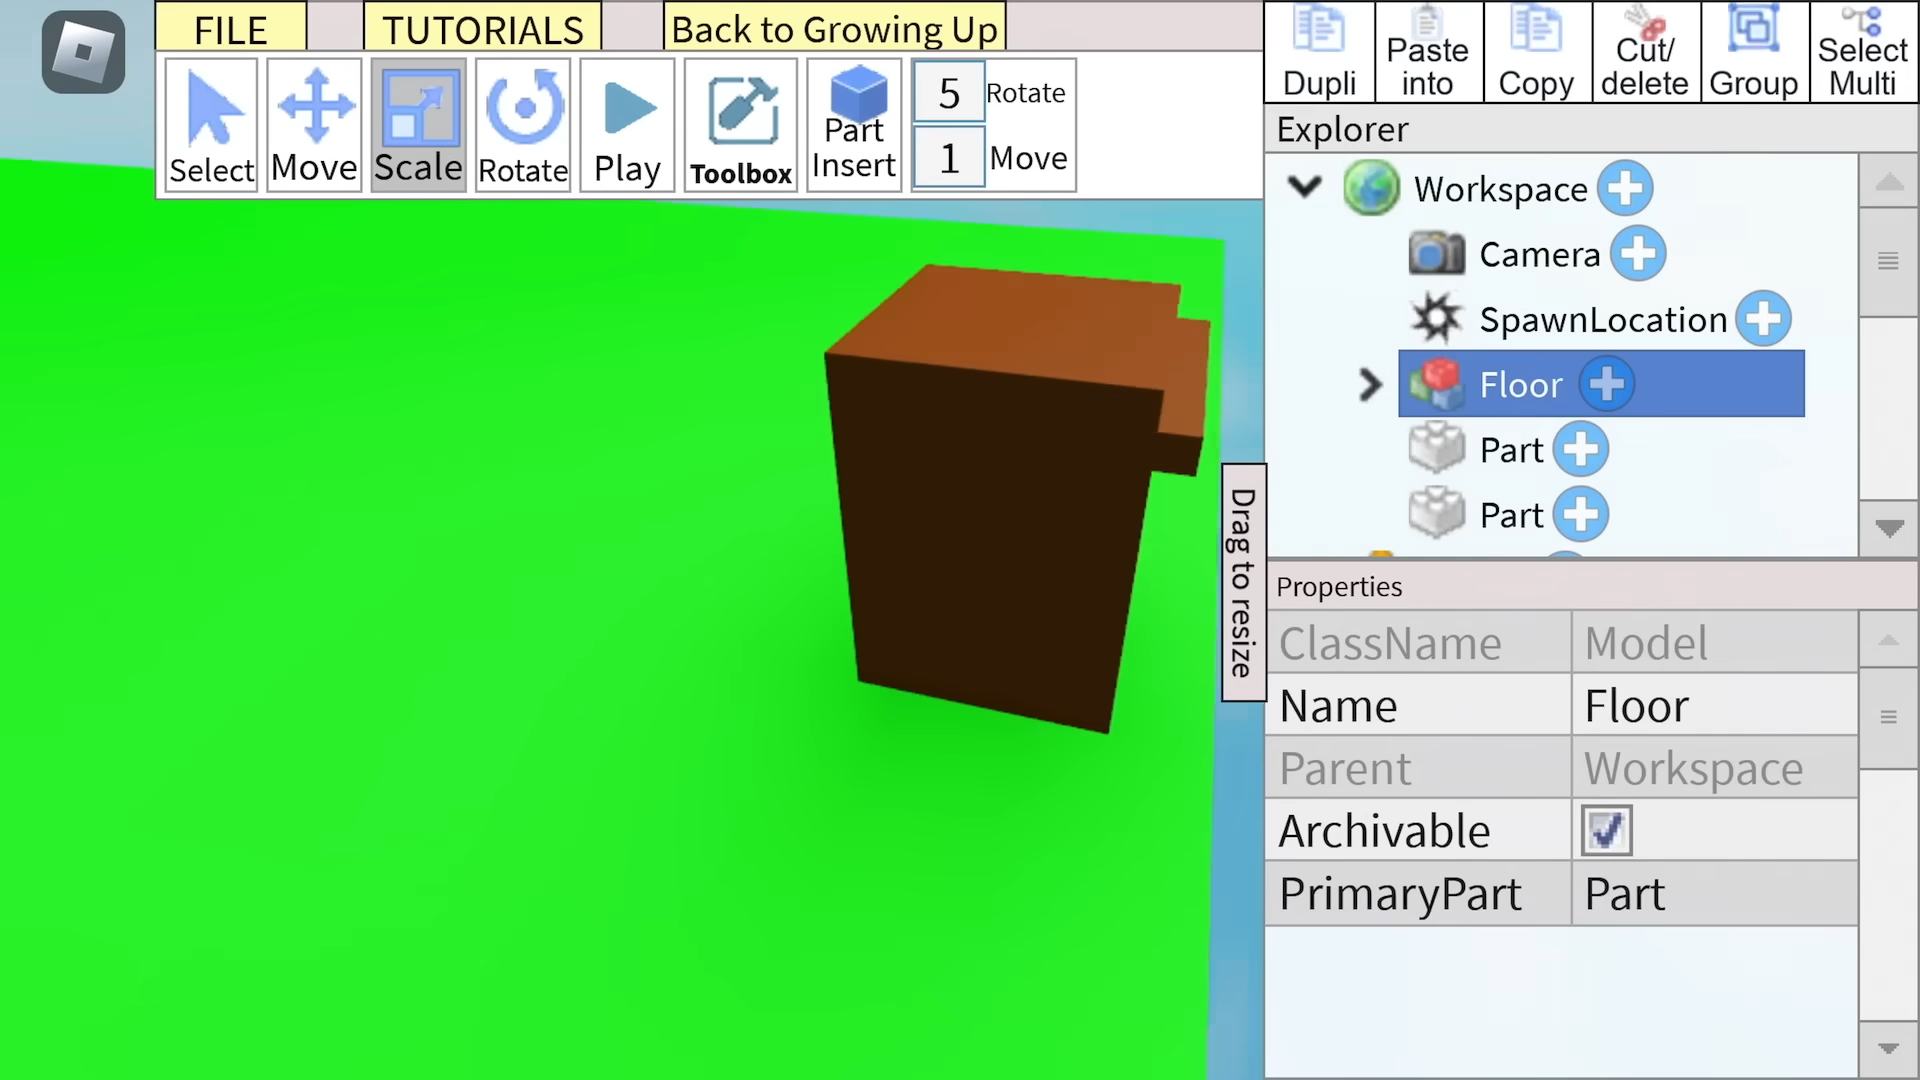 FILE
TUTORIALS
Back to Growing Up
Select
Move
Scale
Rotate
Play
Toolbox
Part
Insert
5 Rotate
1 Move
Dupli
Paste
into
Copy
Cut/
delete
Group
Select
Multi
Explorer
Workspace
Camera
SpawnLocation
Floor
Part
Part
Drag to resize
Properties
ClassName Model
Name Floor
Parent Workspace
Archivable
PrimaryPart Part